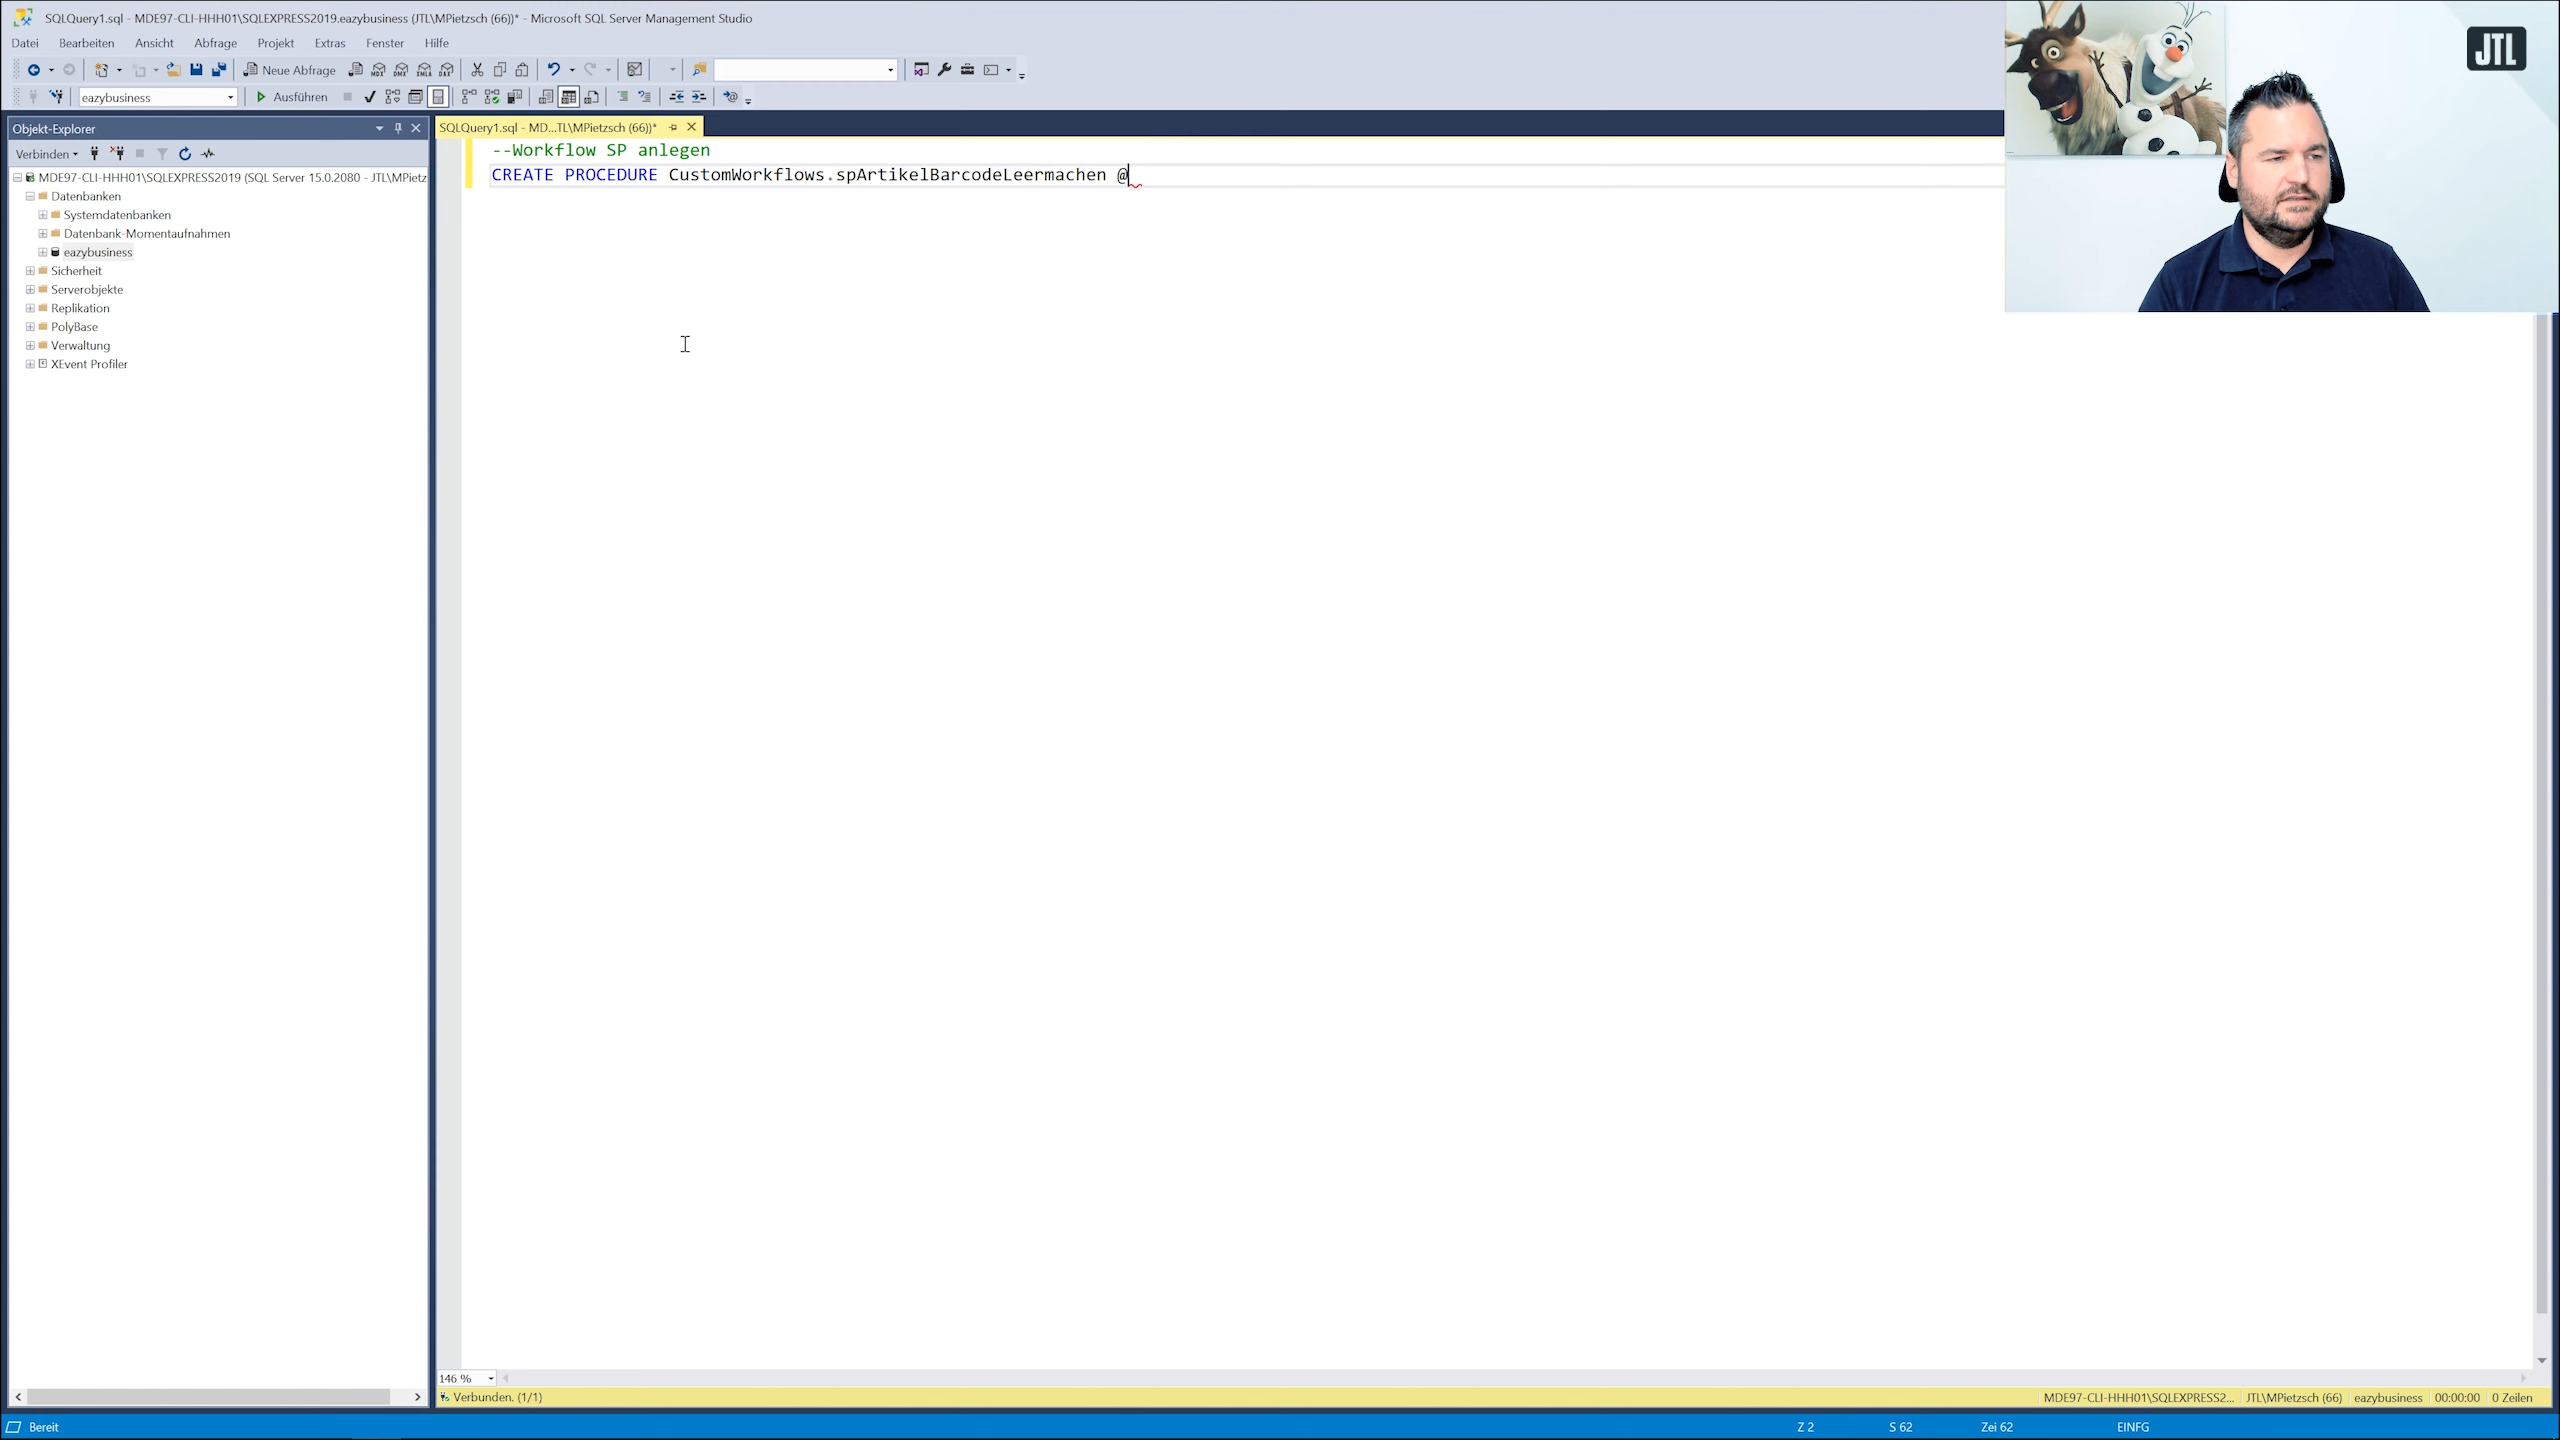 SQLQuery1.sql - MDE97-CLI-HHH01\SQLEXPRESS2019.eazybusiness (JTL\MPietzsch (66))* - Microsoft SQL Server Management Studio
Datei Bearbeiten Ansicht Abfrage Projekt Extras Fenster Hilfe
Neue Abfrage
eazybusiness Ausführen
Objekt-Explorer
SQLQuery1.sql - MD...TL\MPietzsch (66))*
Verbinden
MDE97-CLI-HHH01\SQLEXPRESS2019 (SQL Server 15.0.2080 - JTL\MPietz
Datenbanken
Systemdatenbanken
Datenbank-Momentaufnahmen
eazybusiness
Sicherheit
Serverobjekte
Replikation
PolyBase
Verwaltung
XEvent Profiler
--Workflow SP anlegen
CREATE PROCEDURE CustomWorkflows.spArtikelBarcodeLeermachen @
JTL
146 %
Verbunden. (1/1)
MDE97-CLI-HHH01\SQLEXPRESS2... JTL\MPietzsch (66) eazybusiness 00:00:00 0 Zeilen
Bereit Z 2 S 62 Zei 62 EINFG